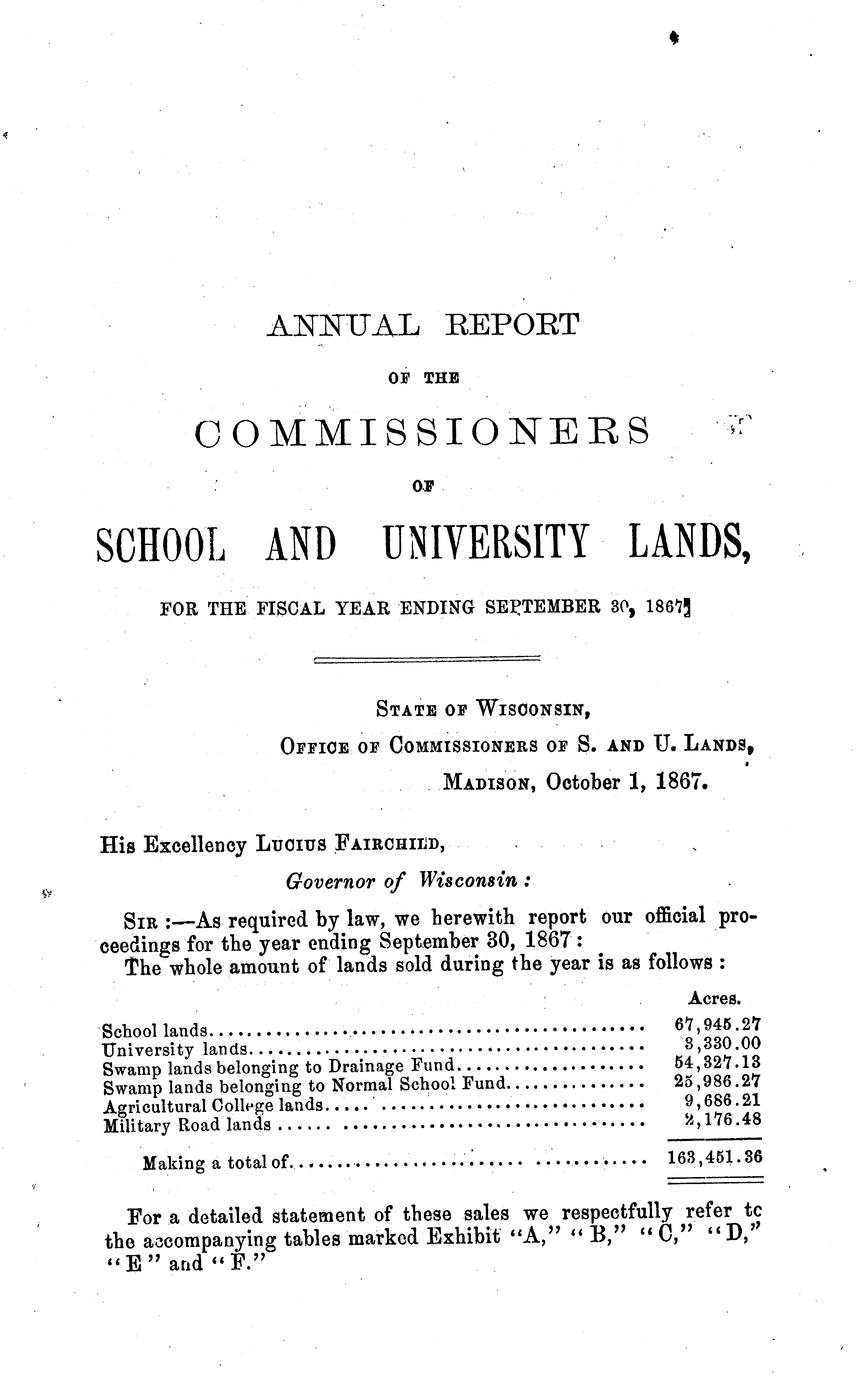 ANNUAL REPORT
OF THE
COMMISSIONERS
OF
SCHOOL AND UNIVERSITY LANDS,
FOR THE FISCAL YEAR ENDING SEPTEMBER 30, 1867
STATE OF WISCONSIN,
OFFICE OF COMMISSIONERS OF S. AND U. LANDS,
MADISON, October 1, 1867.
His Excellency LUCIUS FAIRCHILD,
Governor of Wisconsin :
SIR :—As required by law, we herewith report our official pro-
ceedings for the year ending September 30, 1867 :
The whole amount of lands sold during the year is as follows :
Acres.
School lands.............................................. 67,945.27
University lands.......................................... 3,330.00
Swamp lands belonging to Drainage Fund.................... 54,327.13
Swamp lands belonging to Normal School Fund............... 25,986.27
Agricultural College lands..... ............................ 9,686.21
Military Road lands ...... ................................ 2,176.48
Making a total of......................... ............ 163,451.36
For a detailed statement of these sales we respectfully refer to
the accompanying tables marked Exhibit “A,” “ B,” “ C,” “ D,”
“ E ” and “ F.”